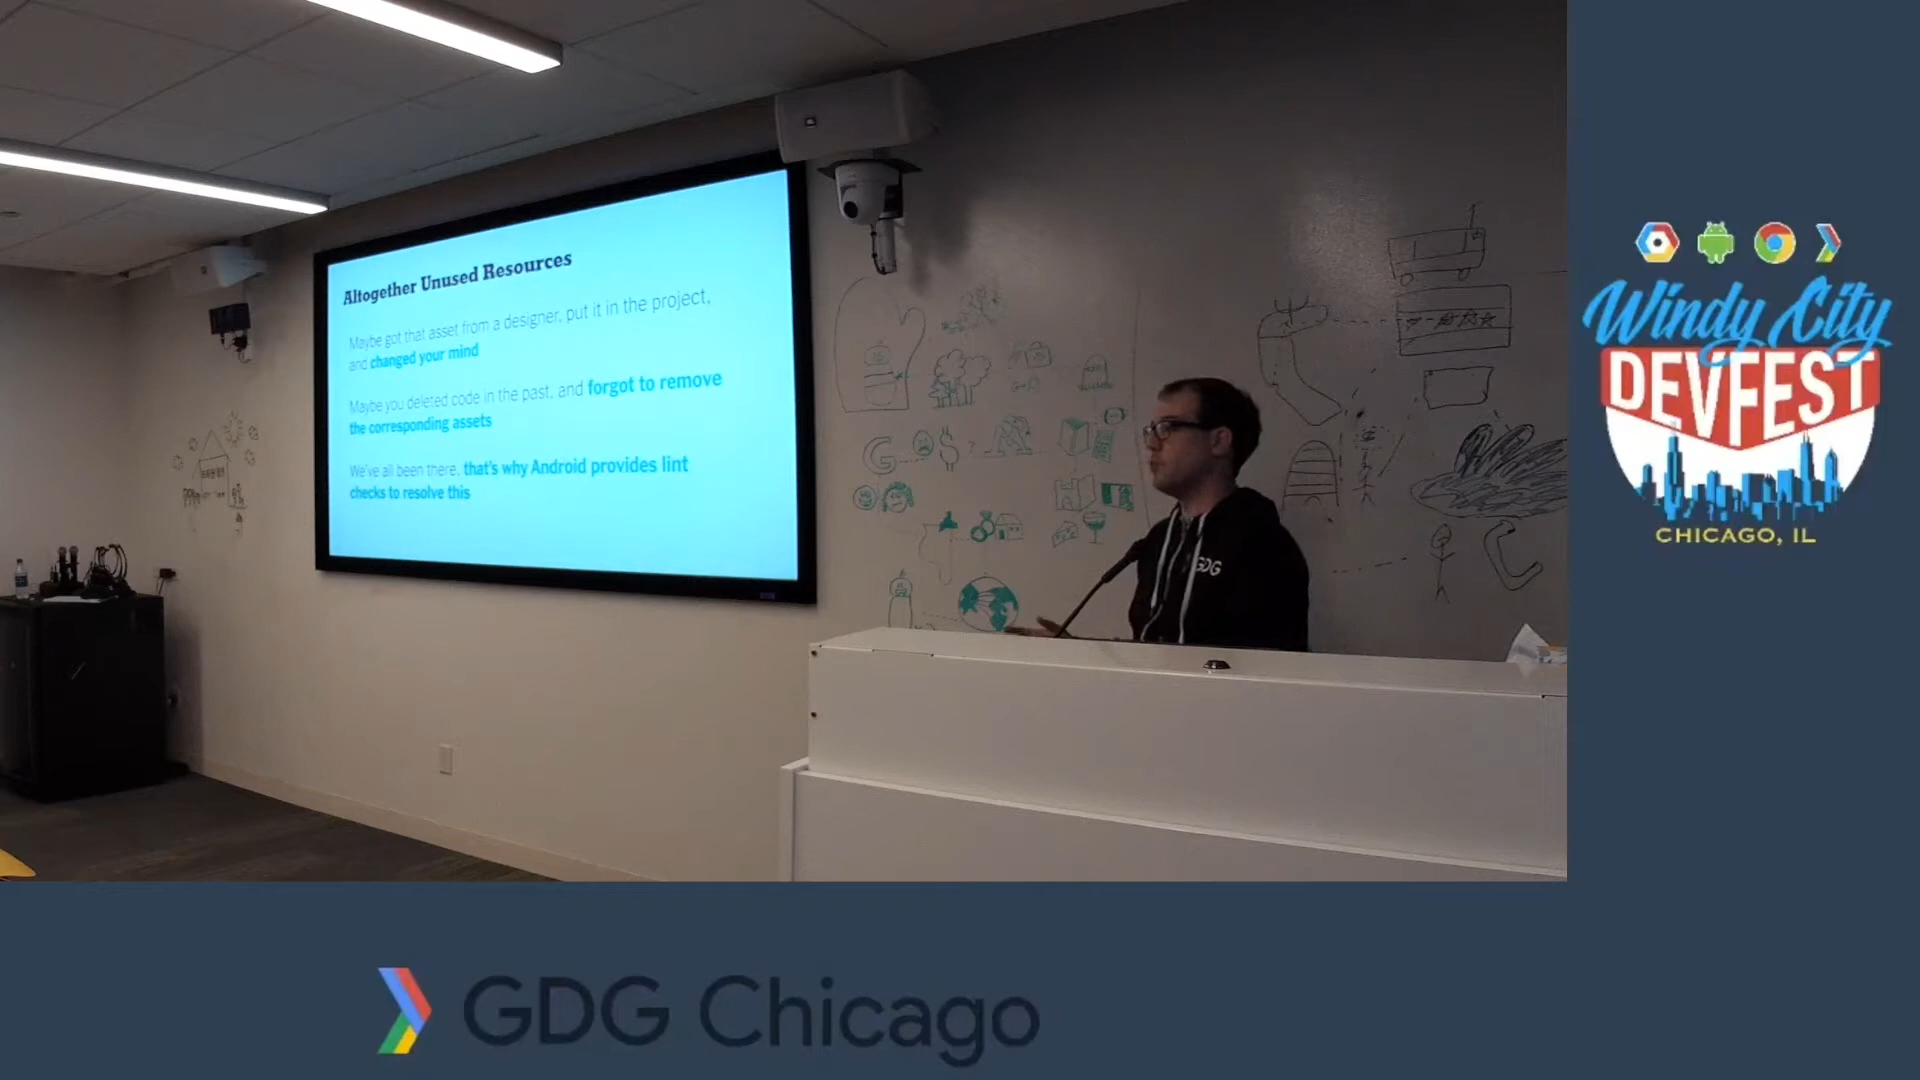 Altogether Unused Resources
Maybe got that asset from a designer, put it in the project,
and changed your mind
Maybe you deleted code in the past, and forgot to remove
the corresponding assets
We've all been there, that's why Android provides lint
checks to resolve this
GDG
Windy City
DEVFEST
CHICAGO, IL
GDG Chicago